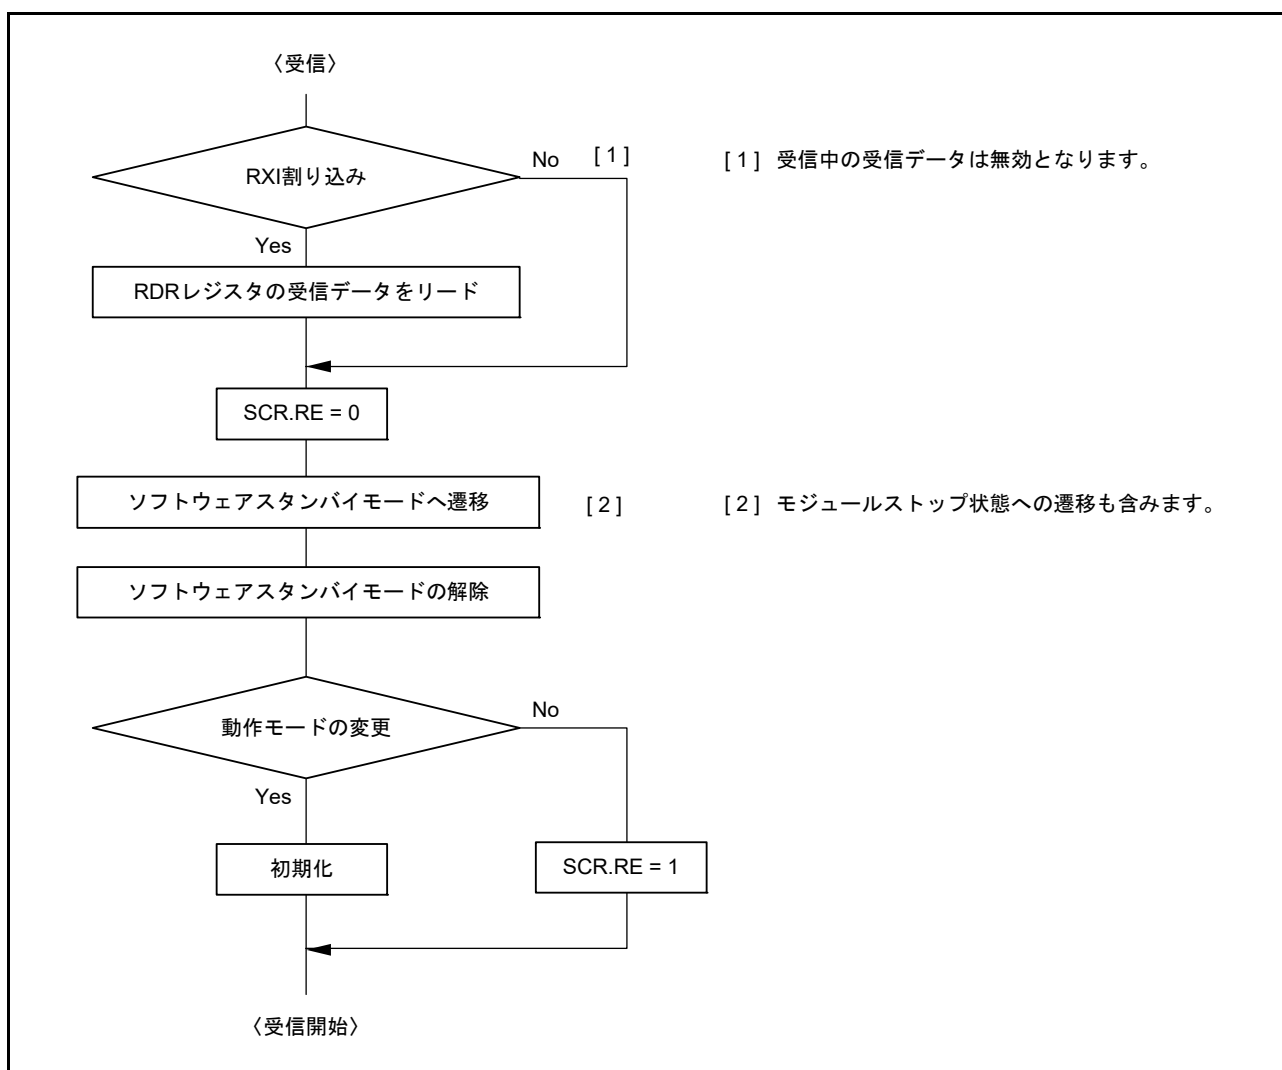 〈受信〉
No [1]
[1] 受信中の受信データは無効となります。
RXI割り込み
Yes
RDRレジスタの受信データをリード
SCR.RE = 0
ソフトウェアスタンバイモードへ遷移
[2]
[2] モジュールストップ状態への遷移も含みます。
ソフトウェアスタンバイモードの解除
No
動作モードの変更
Yes
初期化
SCR.RE = 1
〈受信開始〉